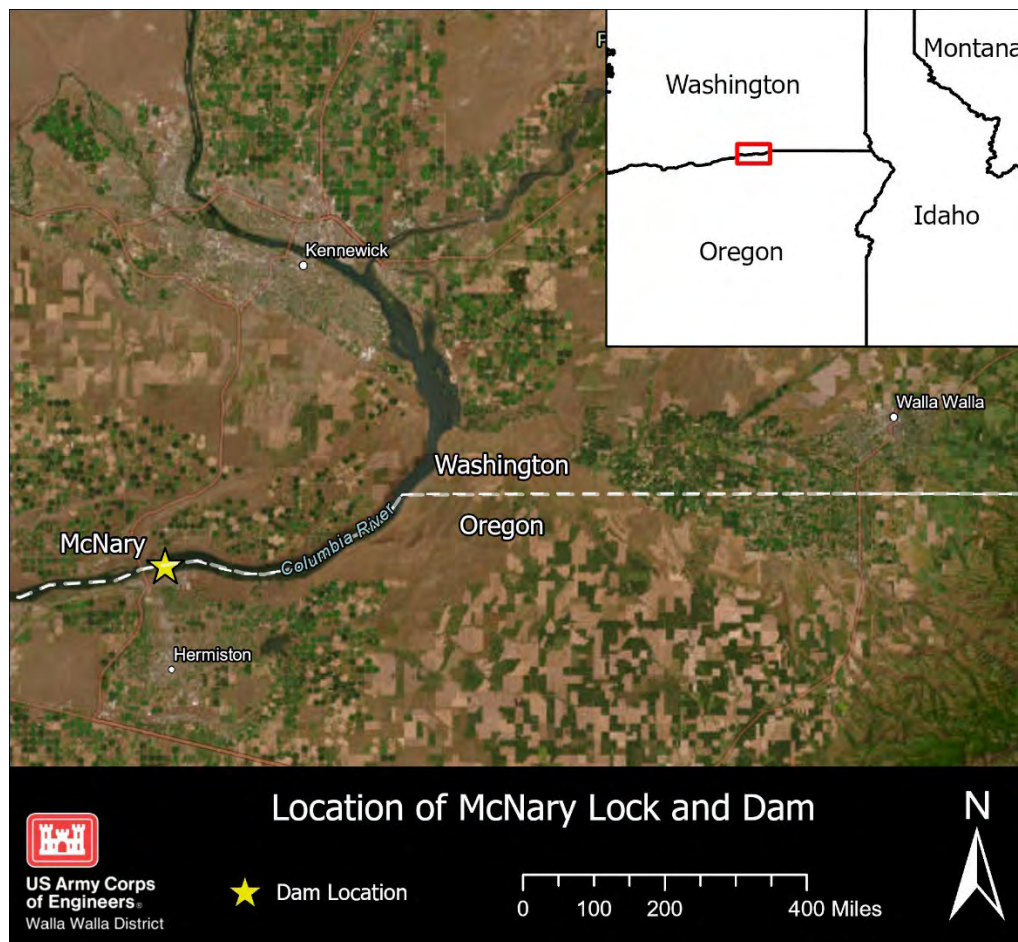 P
Montana
Washington
Idaho
Oregon
Kennewick
Walla Walla
Washington
Oregon
Columbia River
McNary
Hermiston
Location of McNary Lock and Dam
N
US Army Corps
of Engineers®
Walla Walla District
Dam Location
0 100 200 400 Miles